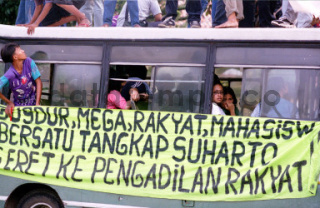 GUSDUR, MEGA, RAKYAT, MAHASISW
BERSATU TANGKAP SUHARTO
SERET KE PENGADILAN RAKYAT